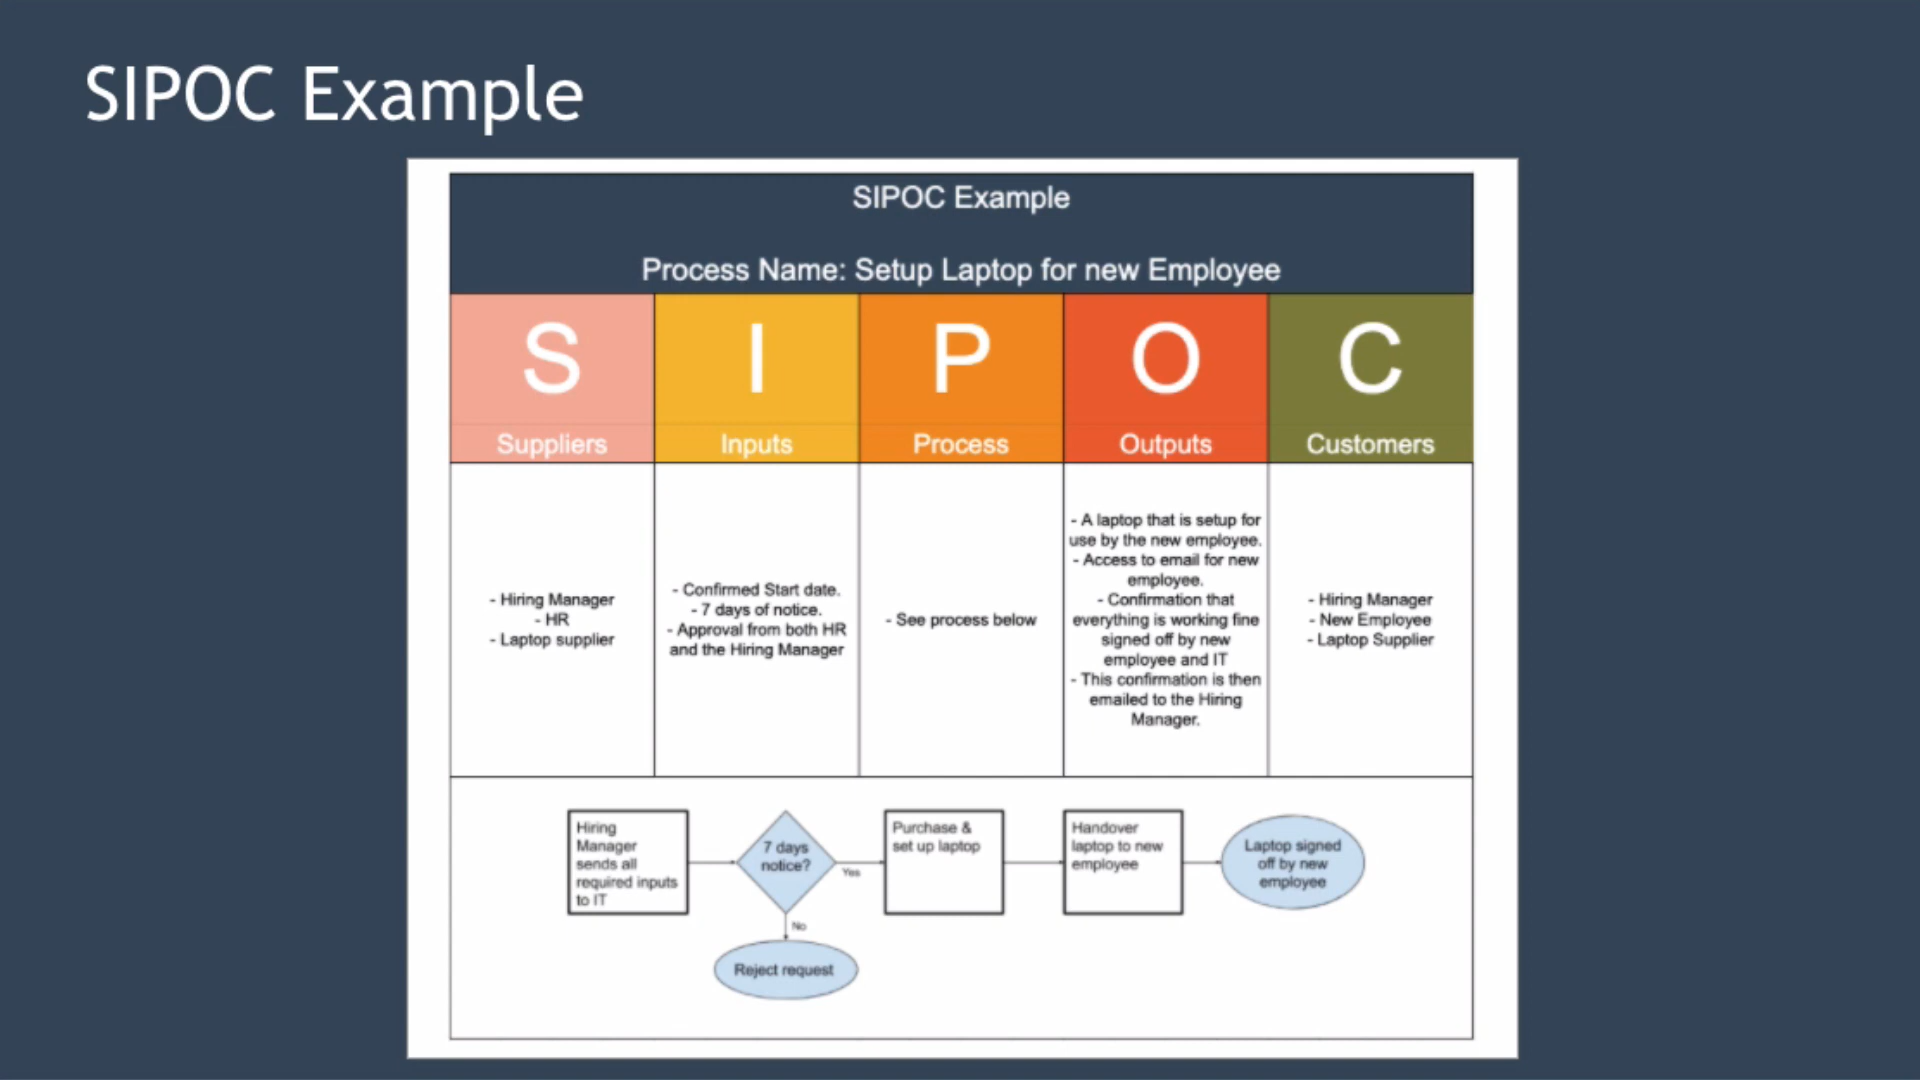 SIPOC Example
SIPOC Example
Process Name: Setup Laptop for new Employee
S
I
P
O
C
Suppliers
Inputs
Process
Outputs
Customers
- Hiring Manager
- HR
- Laptop supplier
- Confirmed Start date.
- 7 days of notice.
- Approval from both HR
and the Hiring Manager
- See process below
- A laptop that is setup for
use by the new employee.
- Access to email for new
employee.
- Confirmation that
everything is working fine
signed off by new
employee and IT
- This confirmation is then
emailed to the Hiring
Manager.
- Hiring Manager
- New Employee
- Laptop Supplier
Hiring
Manager
sends all
required inputs
to IT
7 days
notice?
Yes
No
Reject request
Purchase &
set up laptop
Handover
laptop to new
employee
Laptop signed
off by new
employee